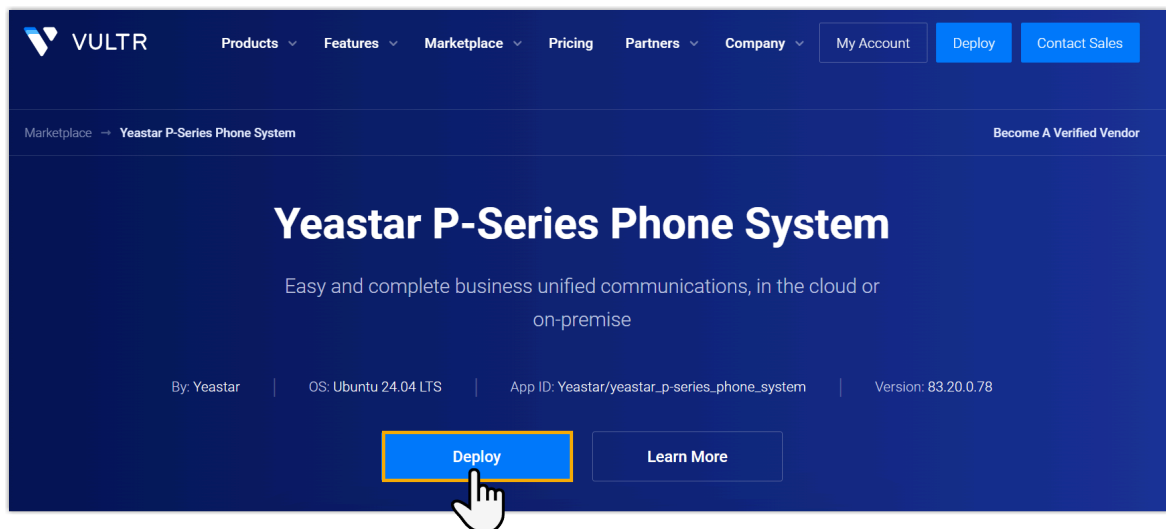 VULTR Products Features Marketplace Pricing Partners Company My Account Deploy Contact Sales
Marketplace → Yeastar P-Series Phone System Become A Verified Vendor
Yeastar P-Series Phone System
Easy and complete business unified communications, in the cloud or
on-premise
By: Yeastar OS: Ubuntu 24.04 LTS App ID: Yeastar/yeastar_p-series_phone_system Version: 83.20.0.78
Deploy Learn More